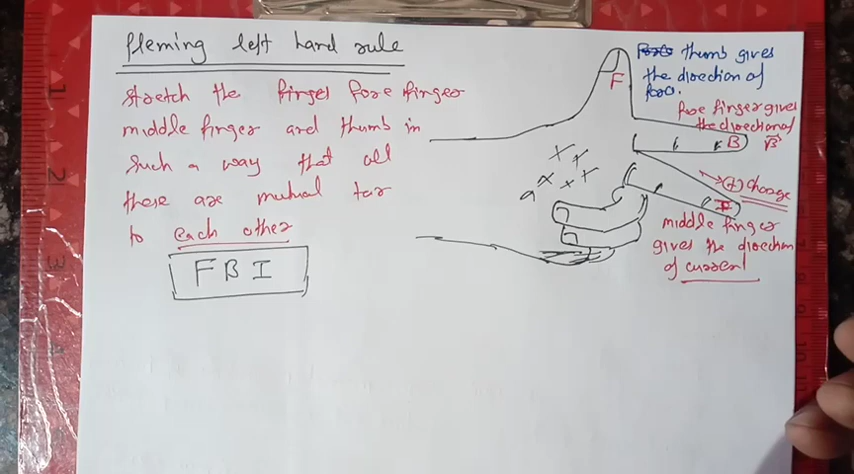 fleming left hand rule
stretch the finger fore finger
middle finger and thumb in
such a way that all
these are mutual tar
to each other
F B I
thumb gives
the direction of
force.
F
fore finger gives
the direction of
B
B
(+) charge
I
middle finger
gives the direction
of current